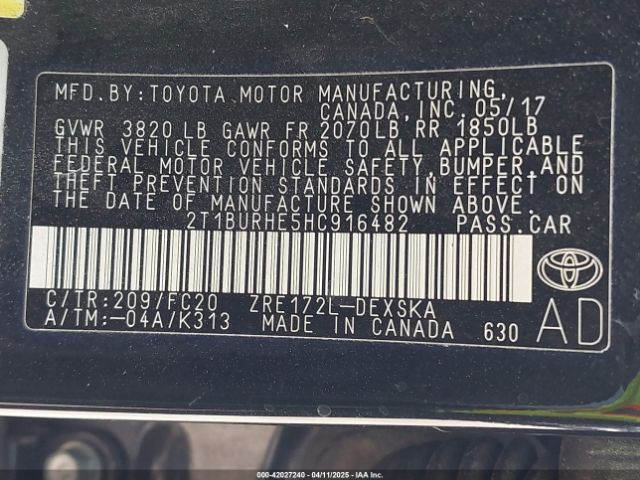 MFD. BY: TOYOTA MOTOR MANUFACTURING,
CANADA, INC. 05/17
GVWR 3820 LB GAWR FR 2070LB RR 1850LB
THIS VEHICLE CONFORMS TO ALL APPLICABLE
FEDERAL MOTOR VEHICLE SAFETY, BUMPER, AND
THEFT PREVENTION STANDARDS IN EFFECT ON
THE DATE OF MANUFACTURE SHOWN ABOVE.
2T1BURHE5HC916482 PASS. CAR
C/TR: 209/FC20 ZRE172L-DEXSKA
A/TM: -04A/K313 MADE IN CANADA 630
AD
000-42027240 - 04/11/2025 - IAAI.com